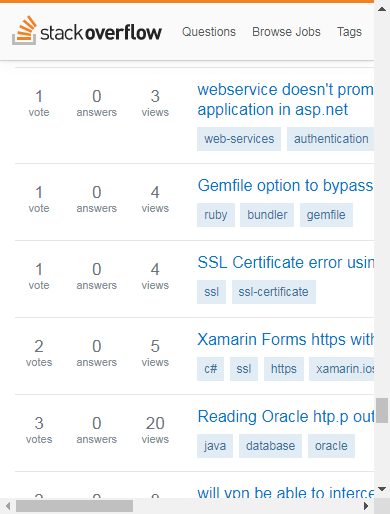 stackoverflow Questions Browse Jobs Tags
1 0 3 webservice doesn't prom
vote answers views application in asp.net
web-services authentication
1 0 4 Gemfile option to bypass
vote answers views ruby bundler gemfile
1 0 4 SSL Certificate error usin
vote answers views ssl ssl-certificate
2 0 5 Xamarin Forms https with
votes answers views c# ssl https xamarin.ios
3 0 20 Reading Oracle htp.p out
votes answers views java database oracle
will vpn be able to interce